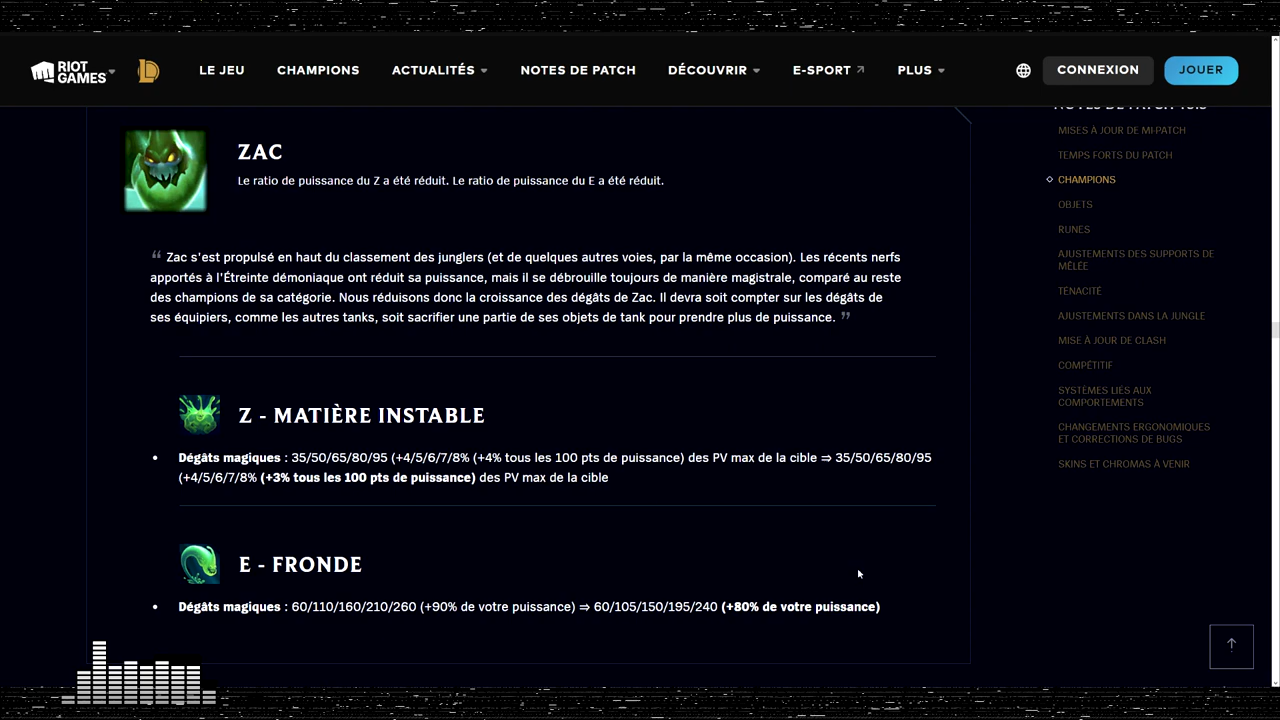 RIOT GAMES
LE JEU
CHAMPIONS
ACTUALITÉS
NOTES DE PATCH
DÉCOUVRIR
E-SPORT
PLUS
CONNEXION
JOUER
ZAC
Le ratio de puissance du Z a été réduit. Le ratio de puissance du E a été réduit.
“ Zac s'est propulsé en haut du classement des junglers (et de quelques autres voies, par la même occasion). Les récents nerfs
apportés à l'Étreinte démoniaque ont réduit sa puissance, mais il se débrouille toujours de manière magistrale, comparé au reste
des champions de sa catégorie. Nous réduisons donc la croissance des dégâts de Zac. Il devra soit compter sur les dégâts de
ses équipiers, comme les autres tanks, soit sacrifier une partie de ses objets de tank pour prendre plus de puissance. ”
Z - MATIÈRE INSTABLE
• Dégâts magiques : 35/50/65/80/95 (+4/5/6/7/8% (+4% tous les 100 pts de puissance) des PV max de la cible ⇒ 35/50/65/80/95
(+4/5/6/7/8% (+3% tous les 100 pts de puissance) des PV max de la cible
E - FRONDE
• Dégâts magiques : 60/110/160/210/260 (+90% de votre puissance) ⇒ 60/105/150/195/240 (+80% de votre puissance)
MISES À JOUR DE MI-PATCH
TEMPS FORTS DU PATCH
CHAMPIONS
OBJETS
RUNES
AJUSTEMENTS DES SUPPORTS DE
MÊLÉE
TÉNACITÉ
AJUSTEMENTS DANS LA JUNGLE
MISE À JOUR DE CLASH
COMPÉTITIF
SYSTÈMES LIÉS AUX
COMPORTEMENTS
CHANGEMENTS ERGONOMIQUES
ET CORRECTIONS DE BUGS
SKINS ET CHROMAS À VENIR